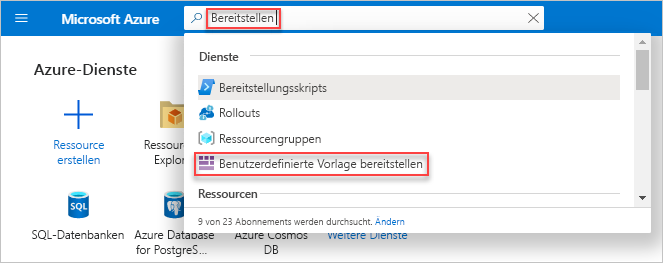 Microsoft Azure
Bereitstellen
Azure-Dienste
Ressource
erstellen
Ressour
Explor
SQL
SQL-Datenbanken
Azure Database
for PostgreS...
Azure Cosmos
DB
Weitere Dienste
Dienste
Bereitstellungsskripts
Rollouts
Ressourcengruppen
Benutzerdefinierte Vorlage bereitstellen
Ressourcen
9 von 23 Abonnements werden durchsucht. Ändern